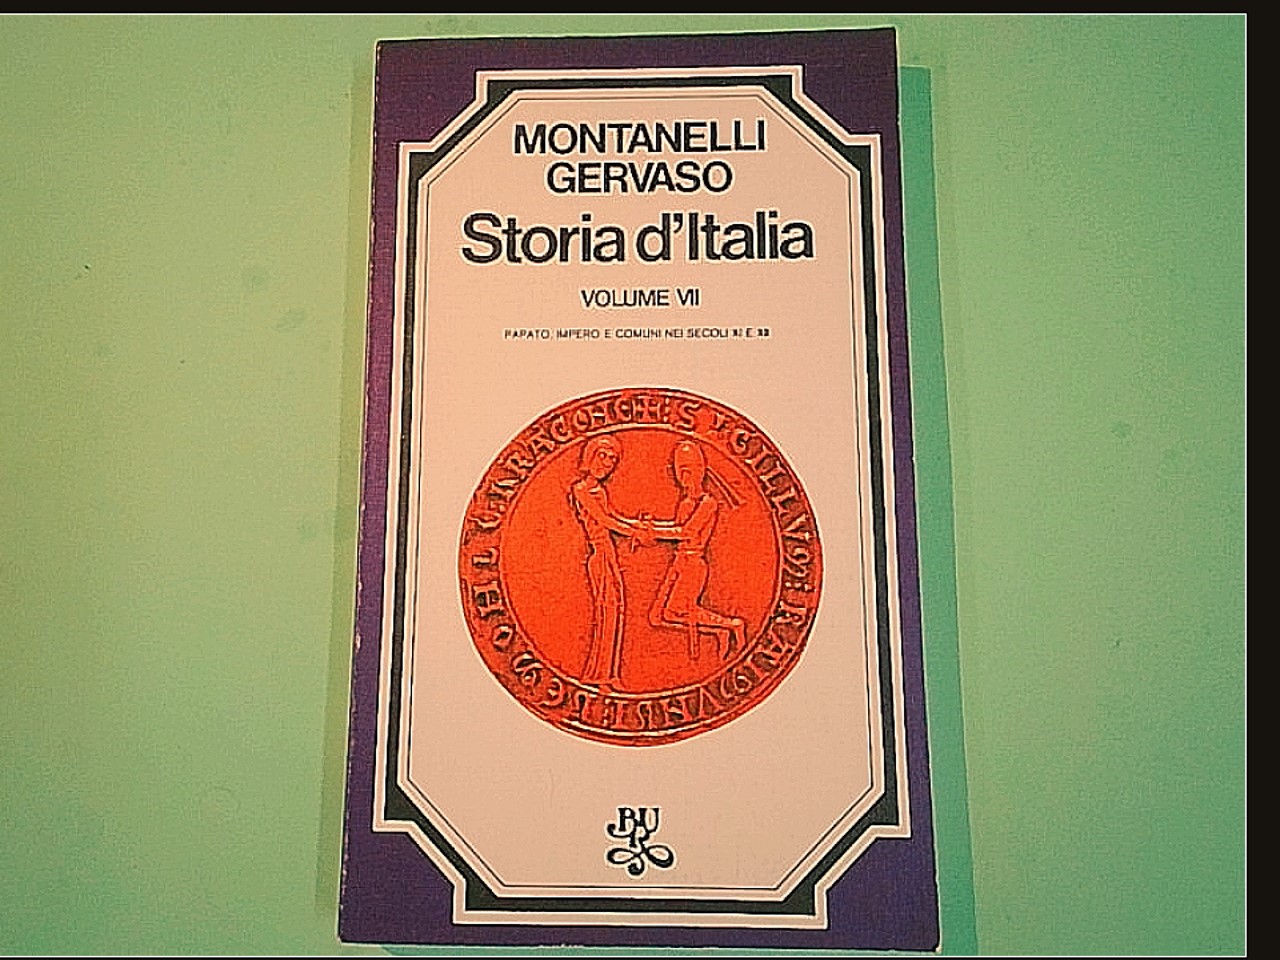 MONTANELLI
GERVASO
Storia d'Italia
VOLUME VII
PAPATO, IMPERO E COMUNI NEI SECOLI XI E XII
BUR